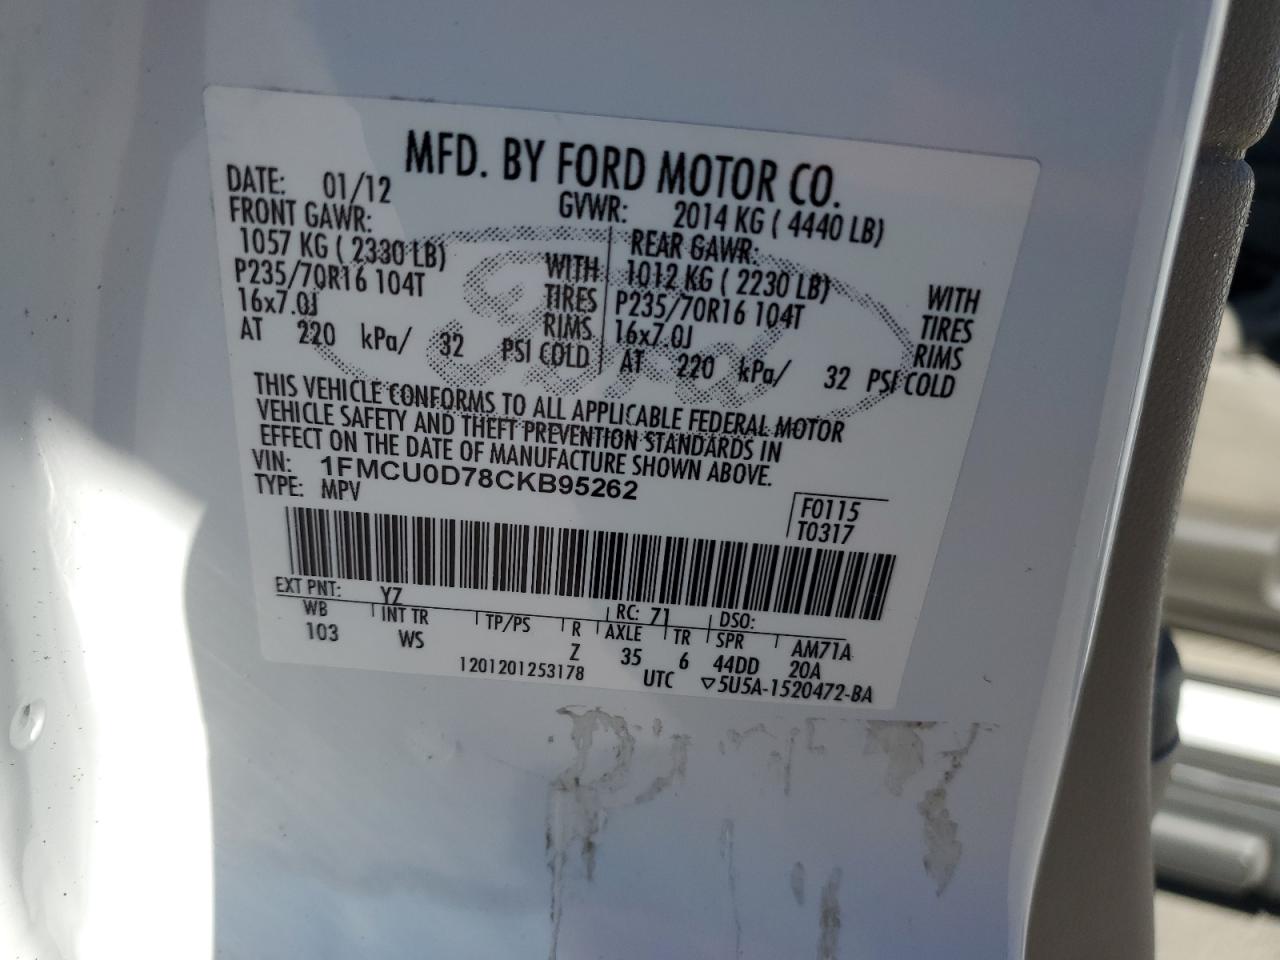 MFD. BY FORD MOTOR CO.
DATE: 01/12 GVWR: 2014 KG ( 4440 LB)
FRONT GAWR: REAR GAWR:
1057 KG ( 2330 LB) WITH 1012 KG ( 2230 LB) WITH
P235/70R16 104T TIRES P215/70R16 104T TIRES
16x7.0J RIMS 16x7.0J RIMS
AT 220 kPa/ 32 PSI COLD AT 220 kPa/ 32 PSI COLD
THIS VEHICLE CONFORMS TO ALL APPLICABLE FEDERAL MOTOR
VEHICLE SAFETY AND THEFT PREVENTION STANDARDS IN
EFFECT ON THE DATE OF MANUFACTURE SHOWN ABOVE.
VIN: 1FMCU0D78CKB95262
TYPE: MPV
F0115
T0317
EXT PNT: YZ RC: 71 DSO:
WB INT TR TP/PS R AXLE TR SPR AM71A
103 WS Z 35 6 44DD 20A
1201201253178 UTC ▽5U5A-1520472-BA